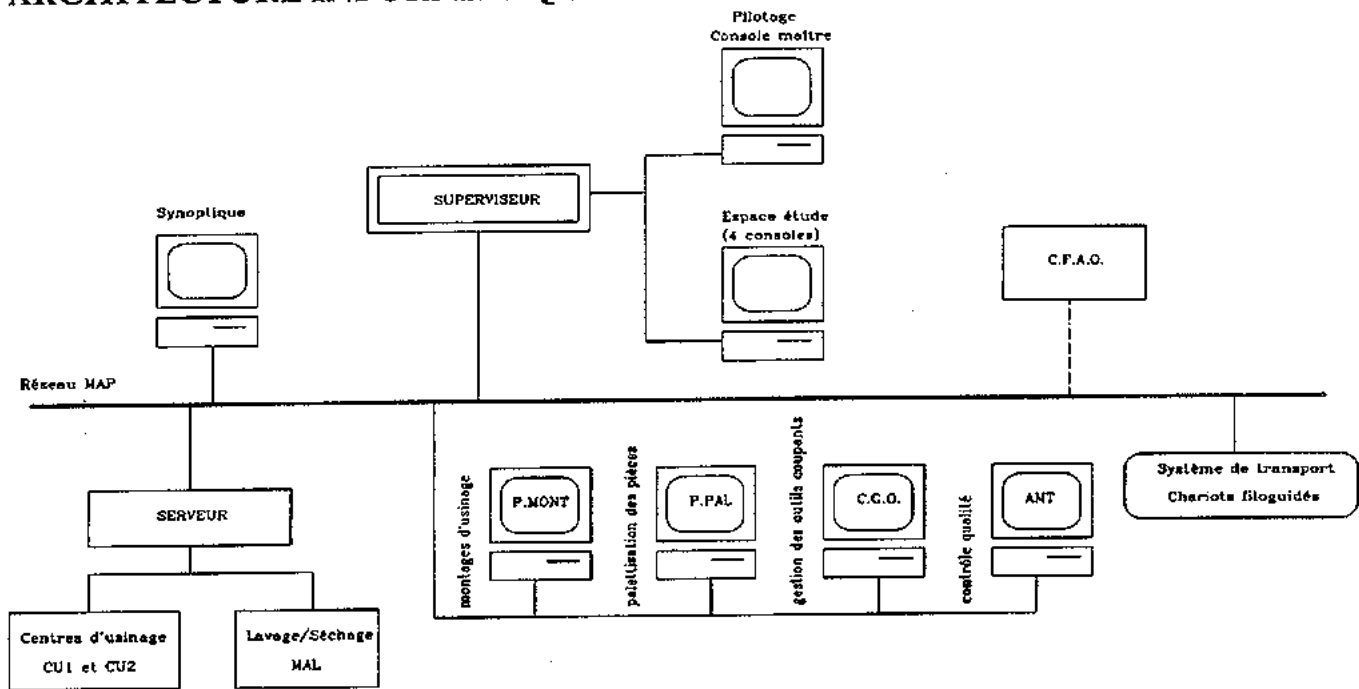 ARCHITECTURE
Pilotage
Console maître
SUPERVISEUR
Synoptique
Espace étude
(4 consoles)
C.F.A.O.
Réseau MAP
montages d'usinage
P.MONT
palettisation des pièces
P.PAL
gestion des outils coupants
C.G.O.
contrôle qualité
ANT
Système de transport
Chariots filoguidés
SERVEUR
Centres d'usinage
CU1 et CU2
Lavage/Séchage
MAL